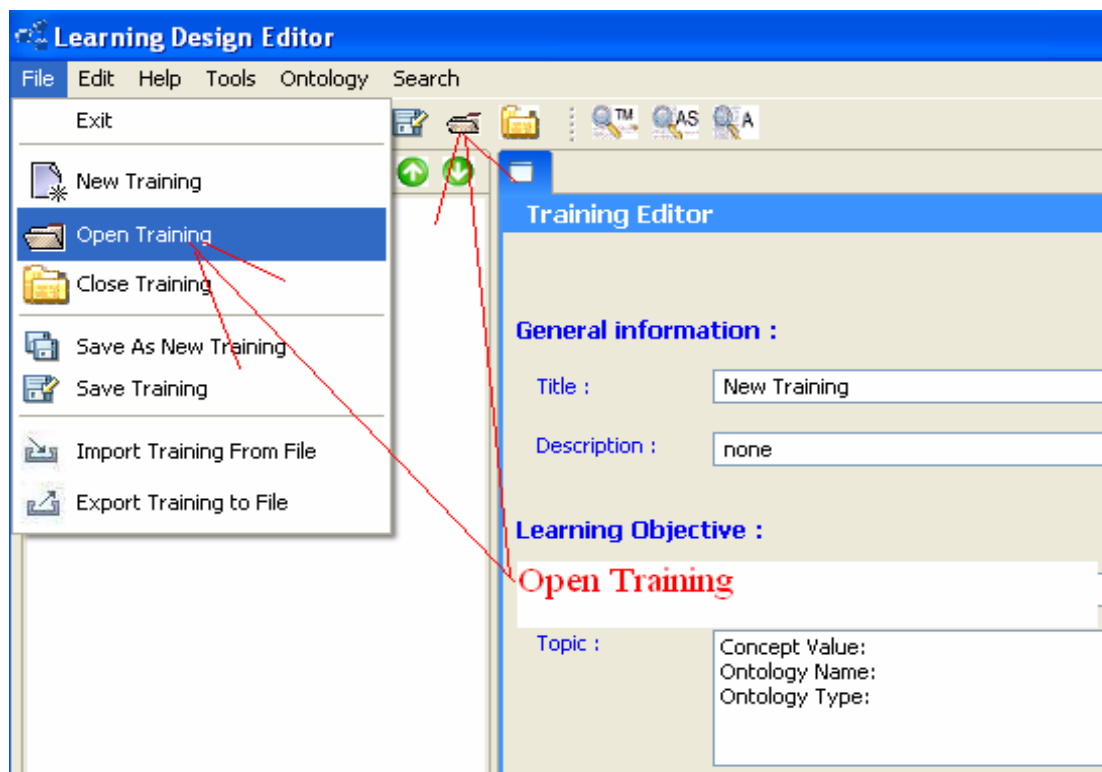 Learning Design Editor
File Edit Help Tools Ontology Search
Exit
New Training
Open Training
Close Training
Save As New Training
Save Training
Import Training From File
Export Training to File
TM AS A
Training Editor
General information :
Title : New Training
Description : none
Learning Objective :
Open Training
Topic : Concept Value:
Ontology Name:
Ontology Type: